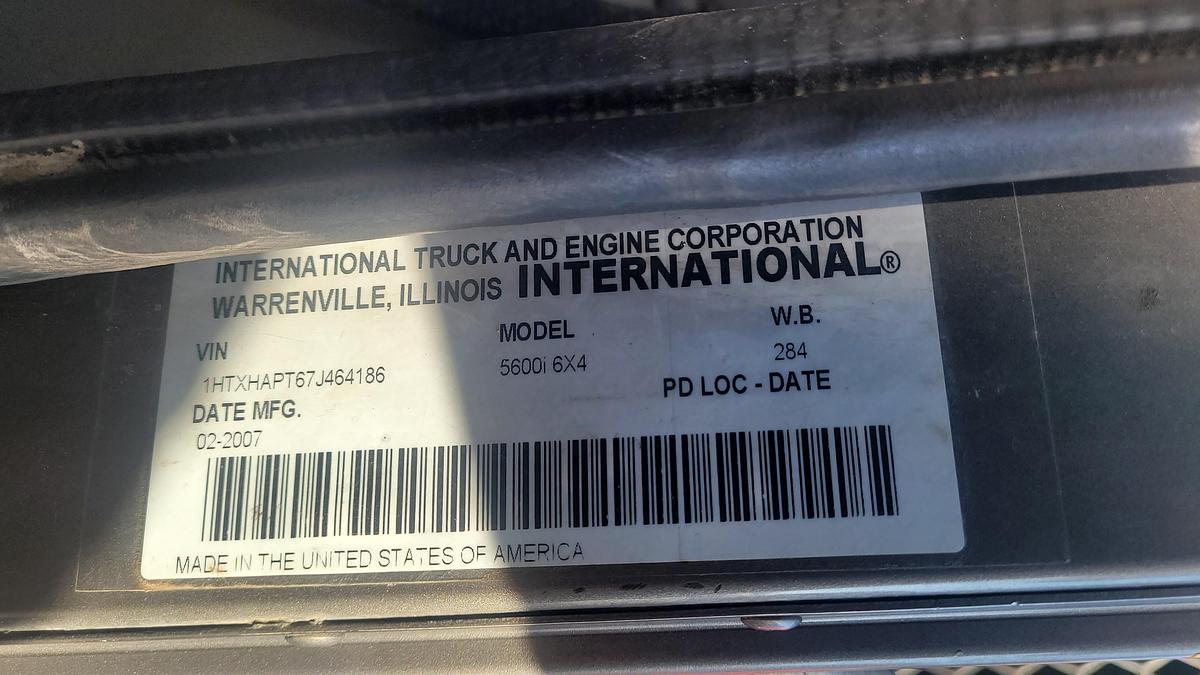 INTERNATIONAL TRUCK AND ENGINE CORPORATION
WARRENVILLE, ILLINOIS INTERNATIONAL®
VIN MODEL W.B.
1HTXHAPT67J464186 5600i 6X4 284
DATE MFG. PD LOC - DATE
02-2007
MADE IN THE UNITED STATES OF AMERICA